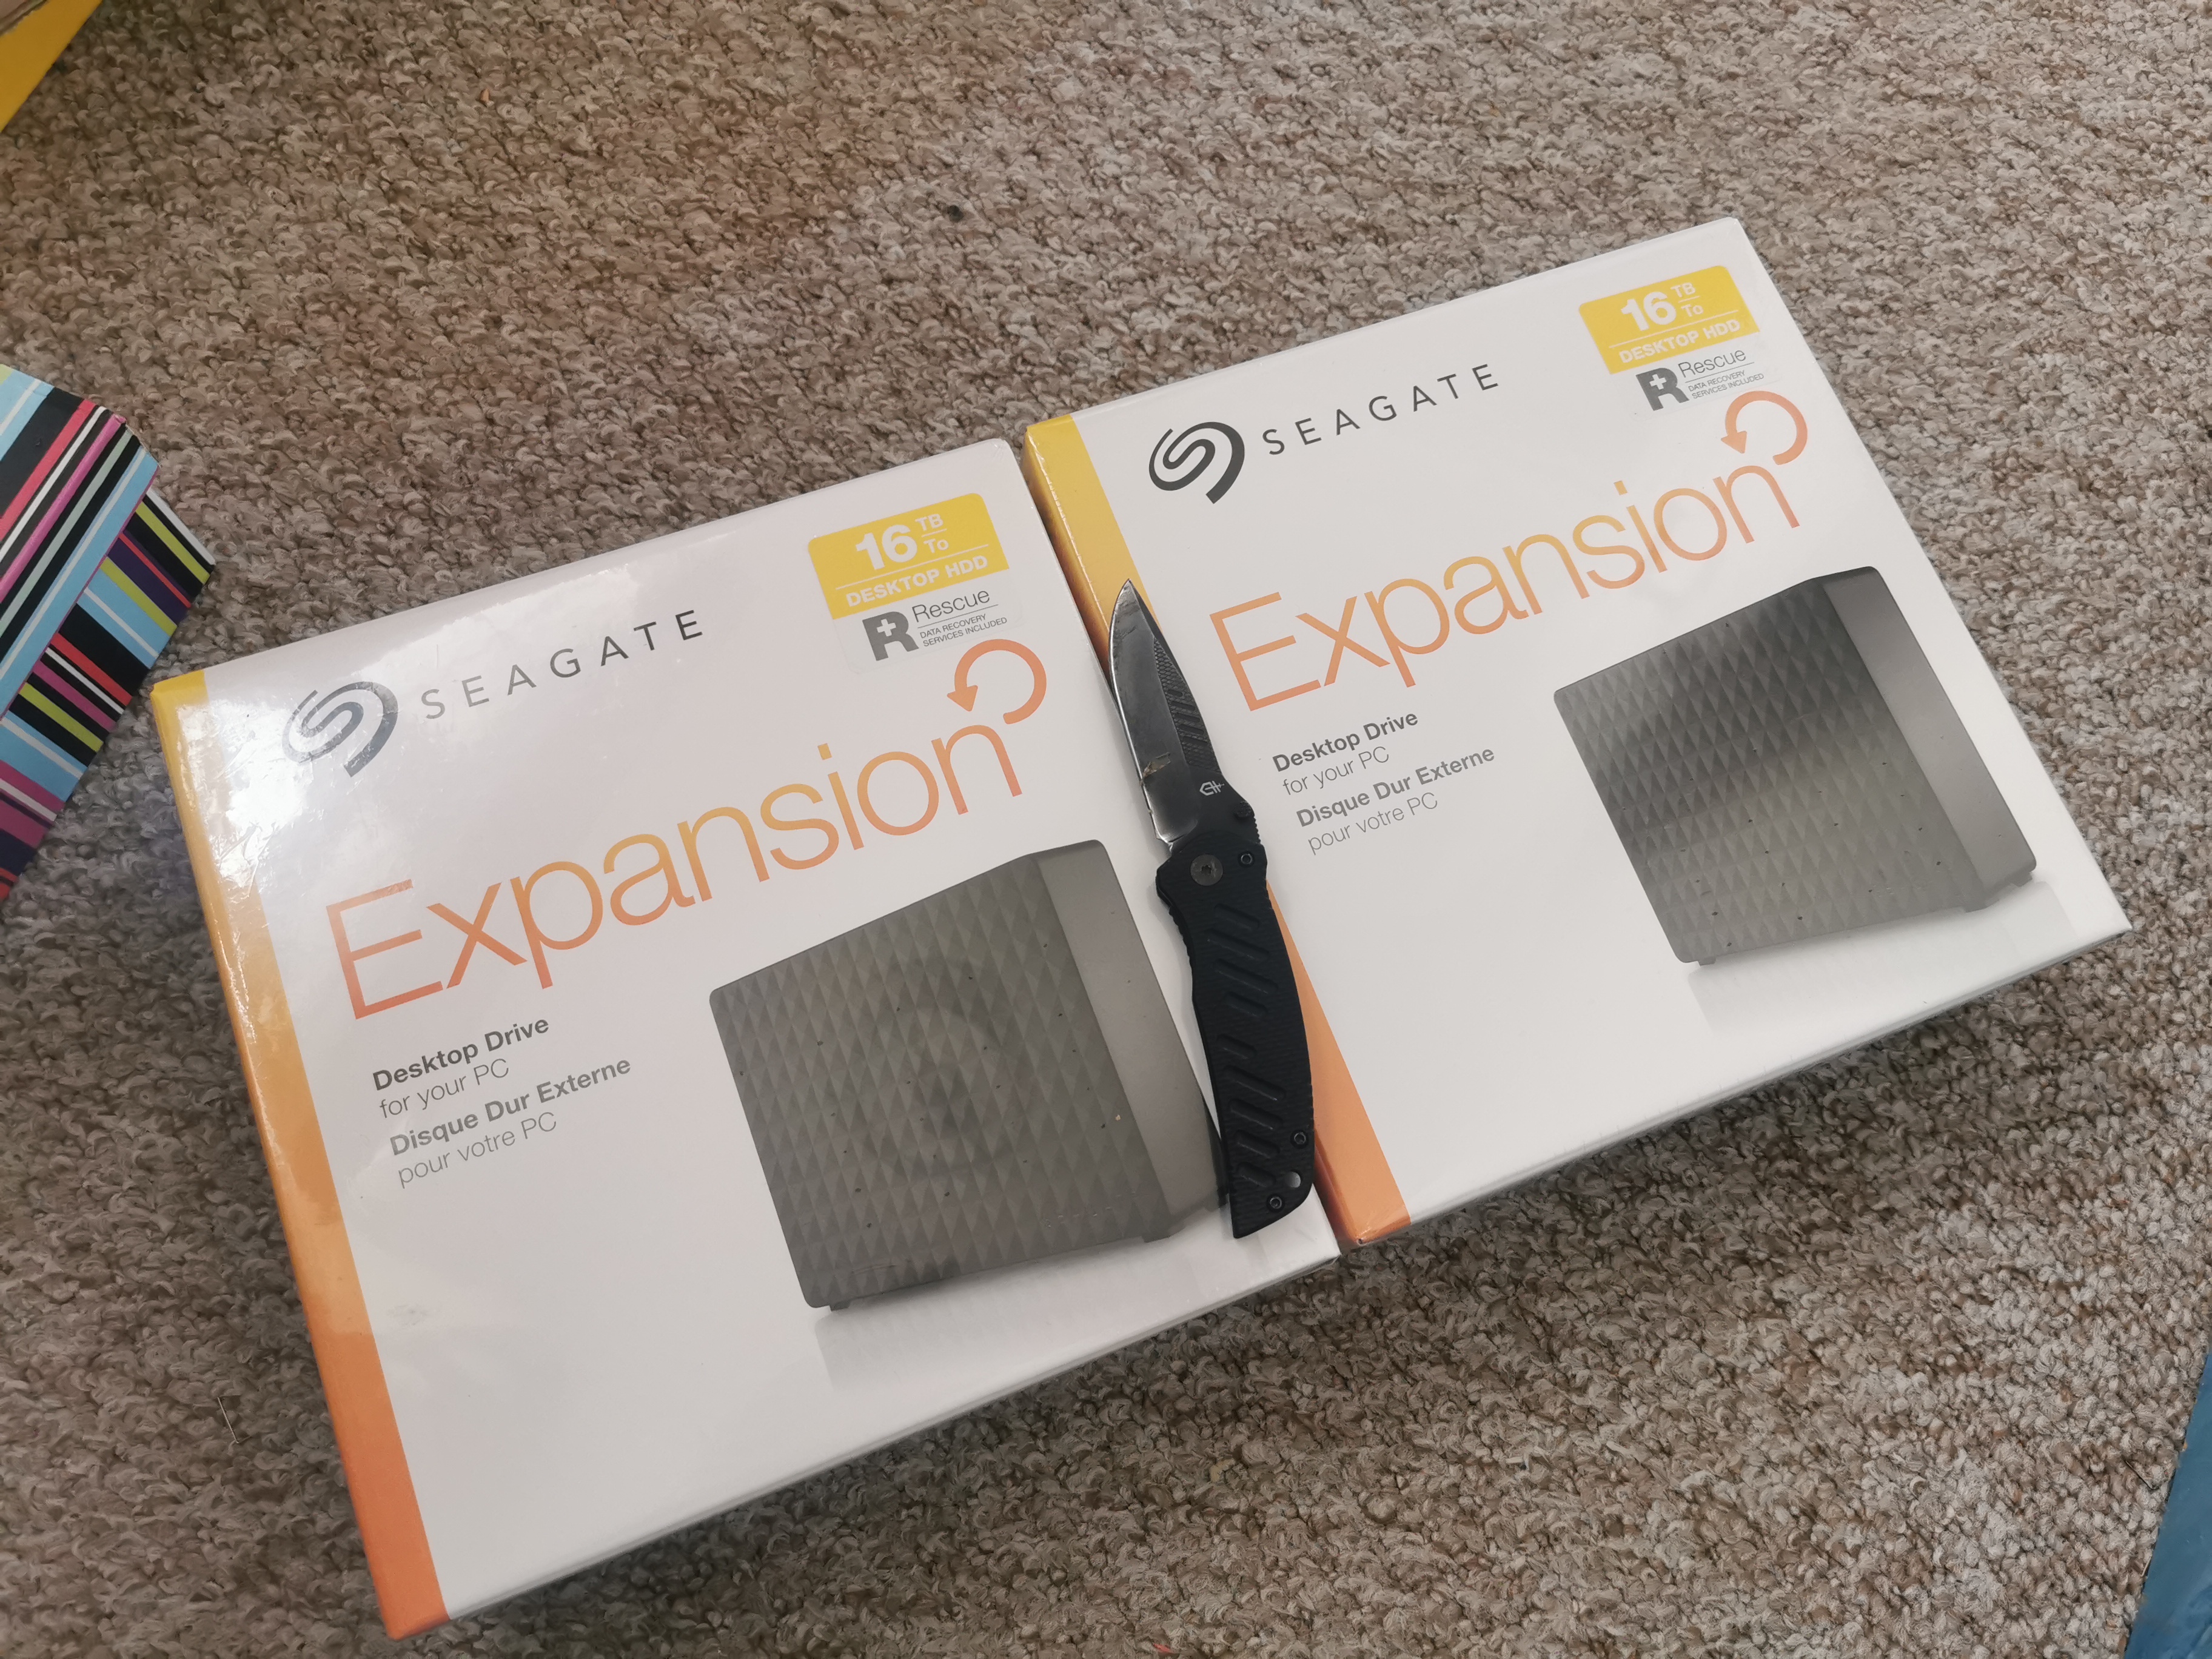 16 TB
To
DESKTOP HDD
Rescue
DATA RECOVERY
SERVICES INCLUDED
SEAGATE
Expansion
Desktop Drive
for your PC
Disque Dur Externe
pour votre PC
16 TB
To
DESKTOP HDD
Rescue
DATA RECOVERY
SERVICES INCLUDED
SEAGATE
Expansion
Desktop Drive
for your PC
Disque Dur Externe
pour votre PC